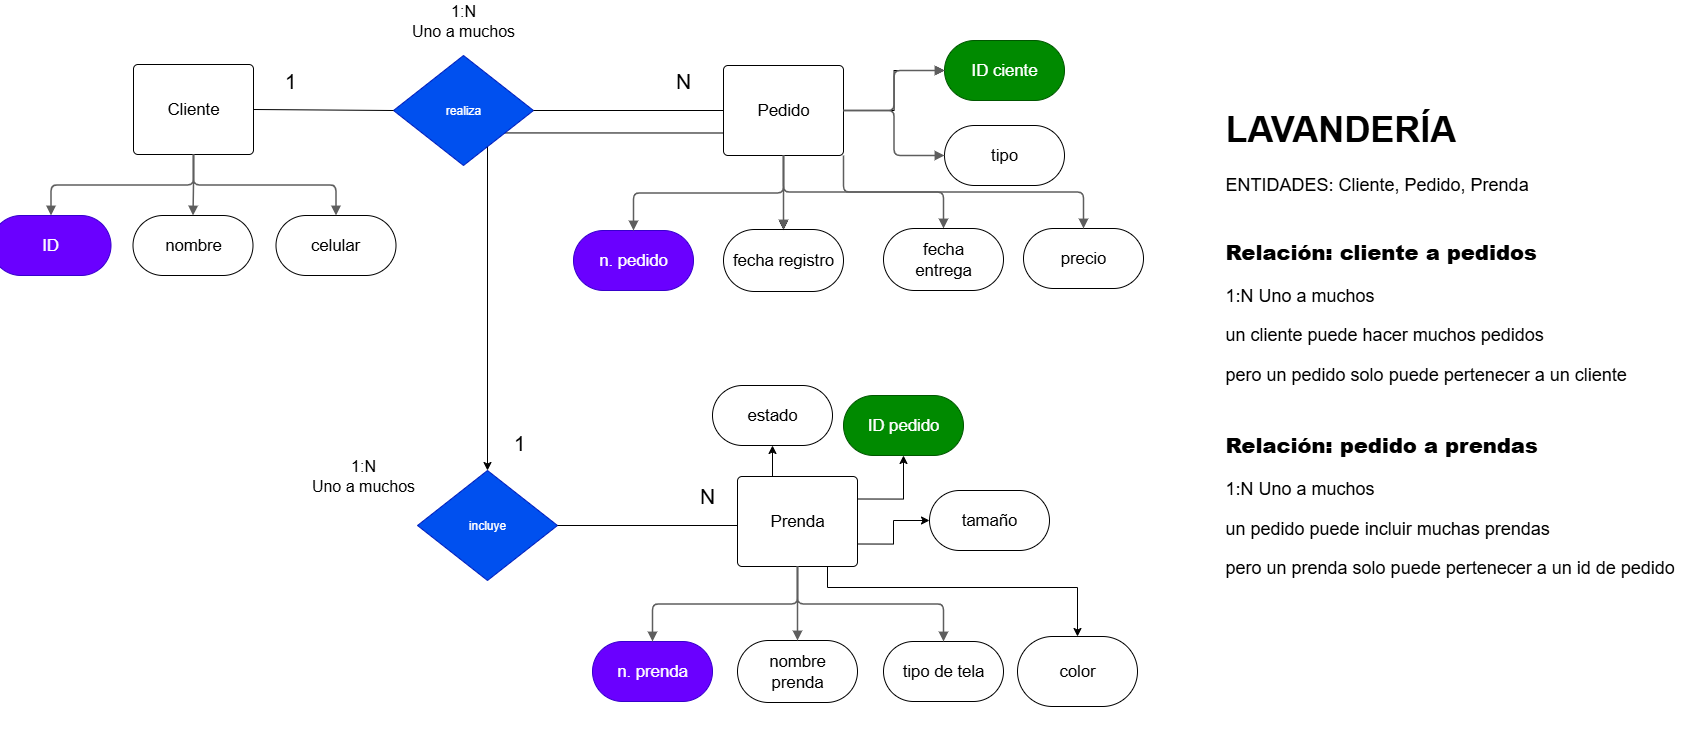 1:N
Uno a muchos
1
N
Cliente
realiza
Pedido
ID ciente
tipo
ID
nombre
celular
n. pedido
fecha registro
fecha
entrega
precio
1
1:N
Uno a muchos
N
incluye
estado
ID pedido
Prenda
tamaño
n. prenda
nombre
prenda
tipo de tela
color
LAVANDERÍA
ENTIDADES: Cliente, Pedido, Prenda
Relación: cliente a pedidos
1:N Uno a muchos
un cliente puede hacer muchos pedidos
pero un pedido solo puede pertenecer a un cliente
Relación: pedido a prendas
1:N Uno a muchos
un pedido puede incluir muchas prendas
pero un prenda solo puede pertenecer a un id de pedido